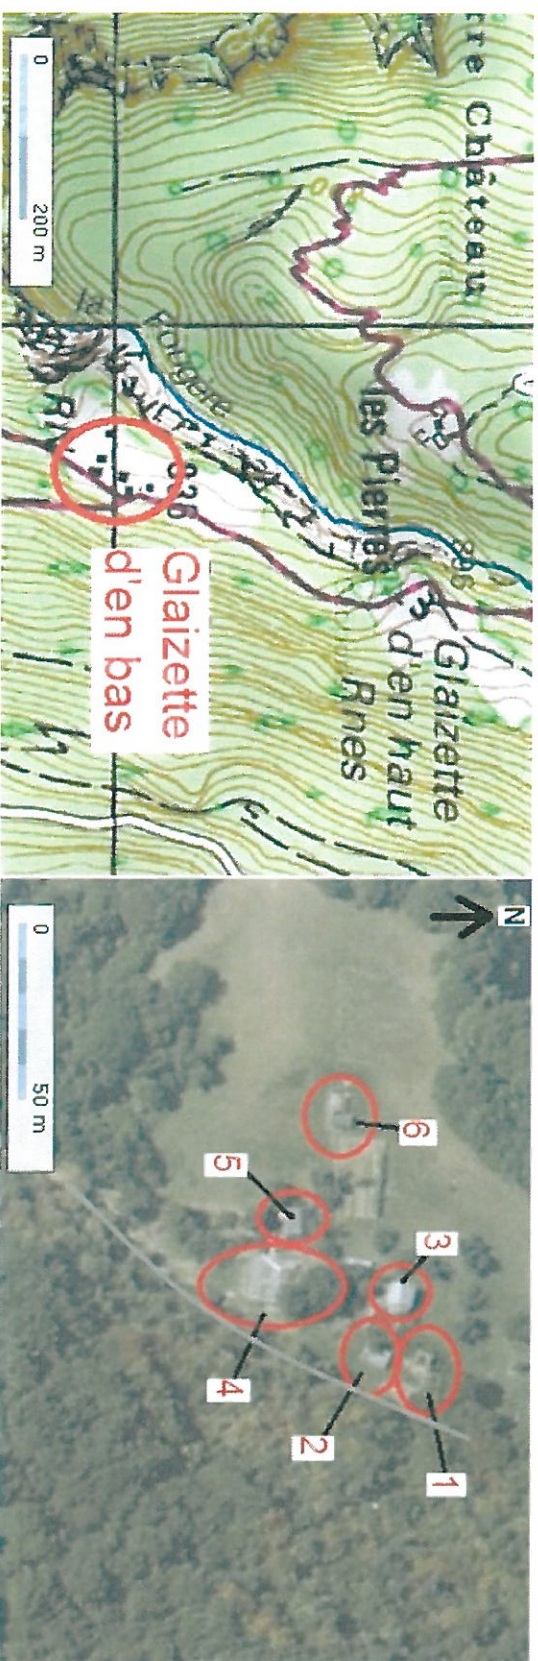 rre Château
0 200 m
les Pierres
Glaizette
d'en haut
Rnes
Glaizette
d'en bas
N
0 50 m
6
5
3
4
2
1